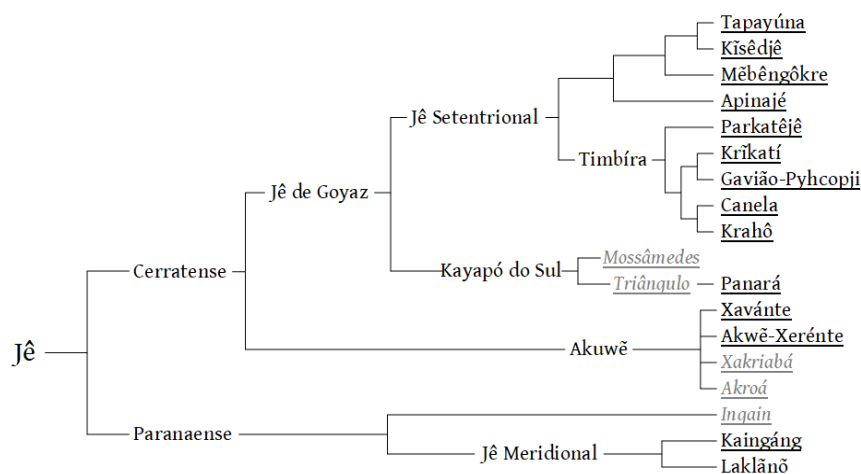 Tapayúna
Kĩsêdjê
Mẽbêngôkre
Apinajé
Jê Setentrional
Parkatêjê
Timbíra
Krĩkatí
Gavião-Pyhcopji
Jê de Goyaz
Canela
Krahô
Mossâmedes
Cerratense
Kayapó do Sul
Triângulo
Panará
Xavánte
Akwẽ-Xerénte
Jê
Akuwẽ
Xakriabá
Akroá
Ingain
Paranaense
Kaingáng
Jê Meridional
Laklãnõ